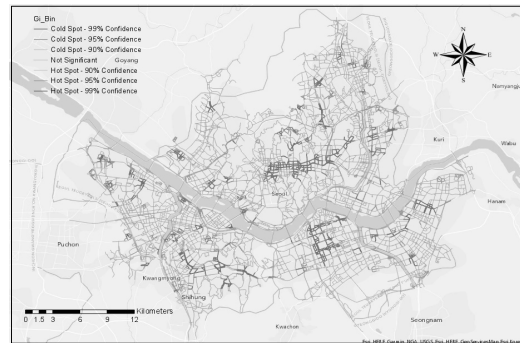 Gi_Bin
Cold Spot - 99% Confidence
Cold Spot - 95% Confidence
Cold Spot - 90% Confidence
Not Significant
Hot Spot - 90% Confidence
Hot Spot - 95% Confidence
Hot Spot - 99% Confidence
Goyang
N
W E
S
Namyangju
Kuri
Wabu
Seoul
Hanam
Puchon
Kwangmyong
Shihung
Kwachon
Seongnam
Kilometers
0 1.5 3 6 9 12